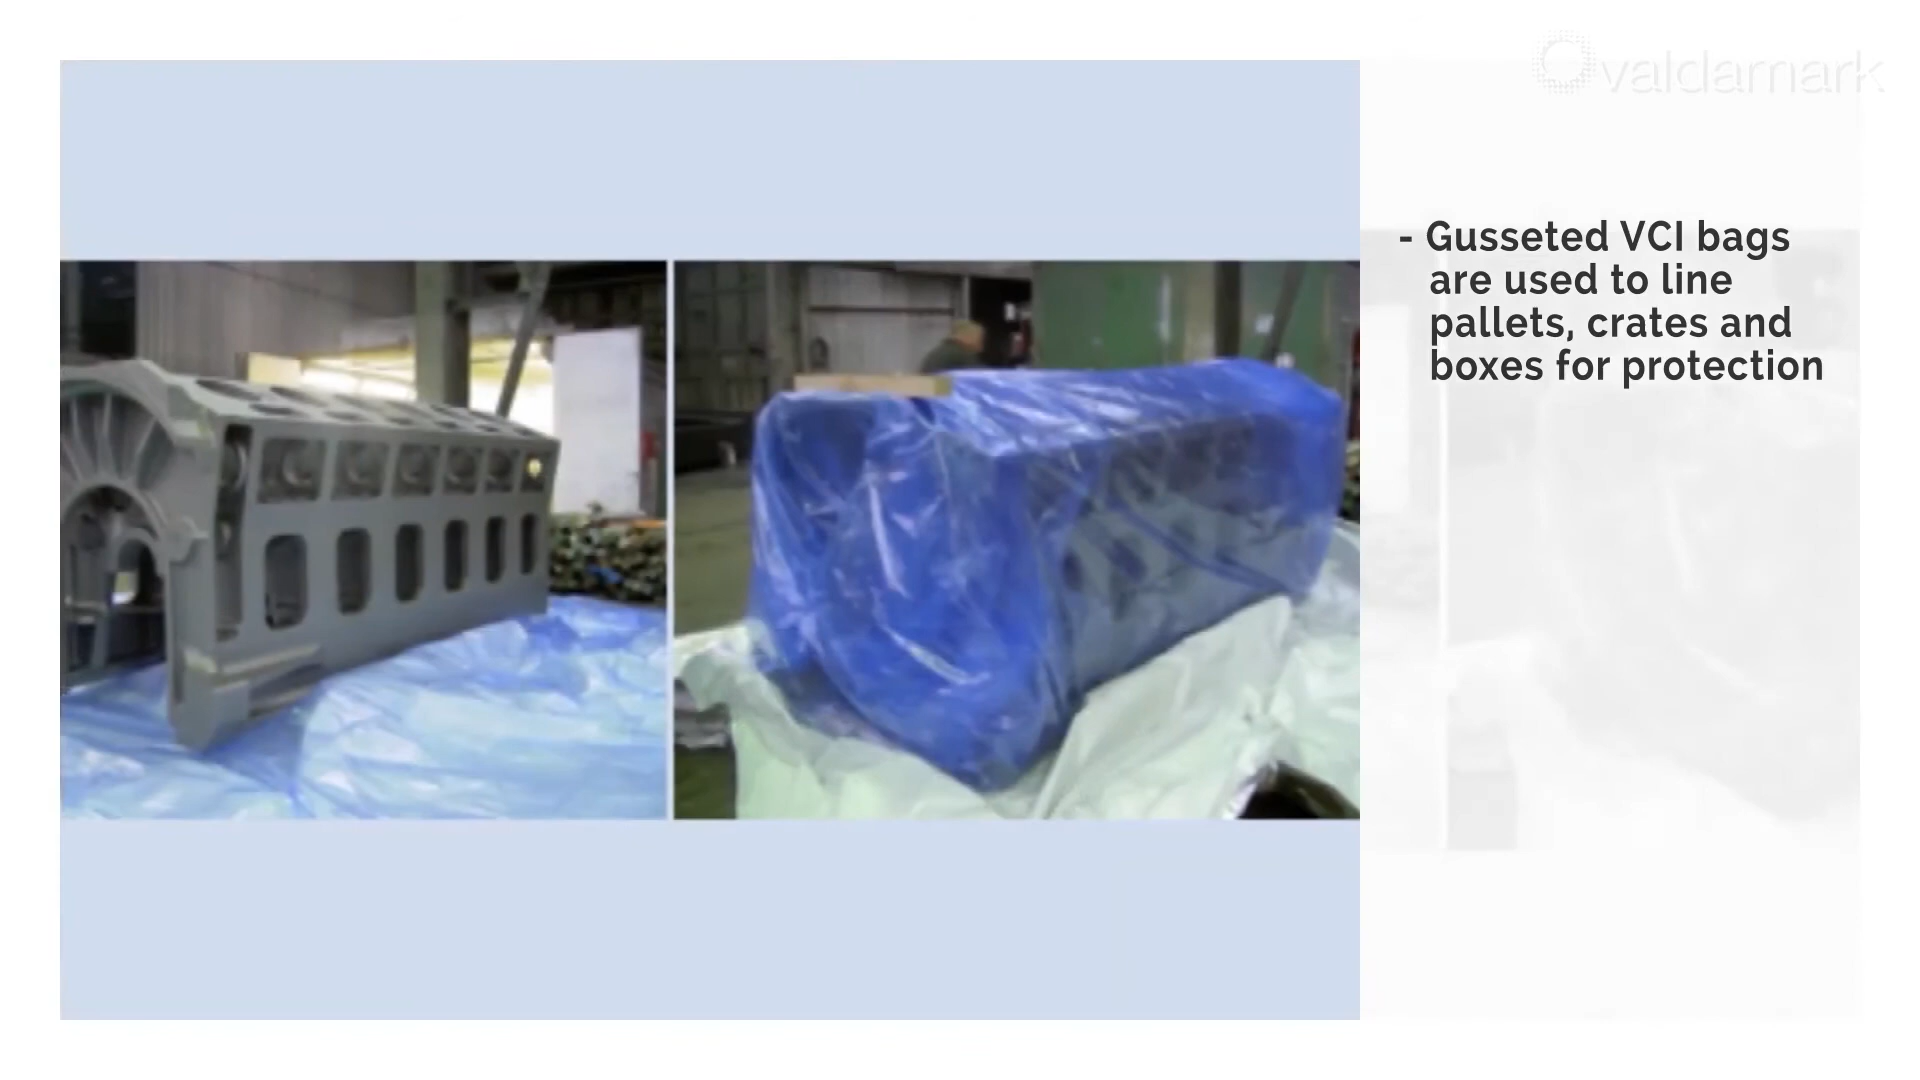 valdamark
- Gusseted VCI bags
are used to line
pallets, crates and
boxes for protection